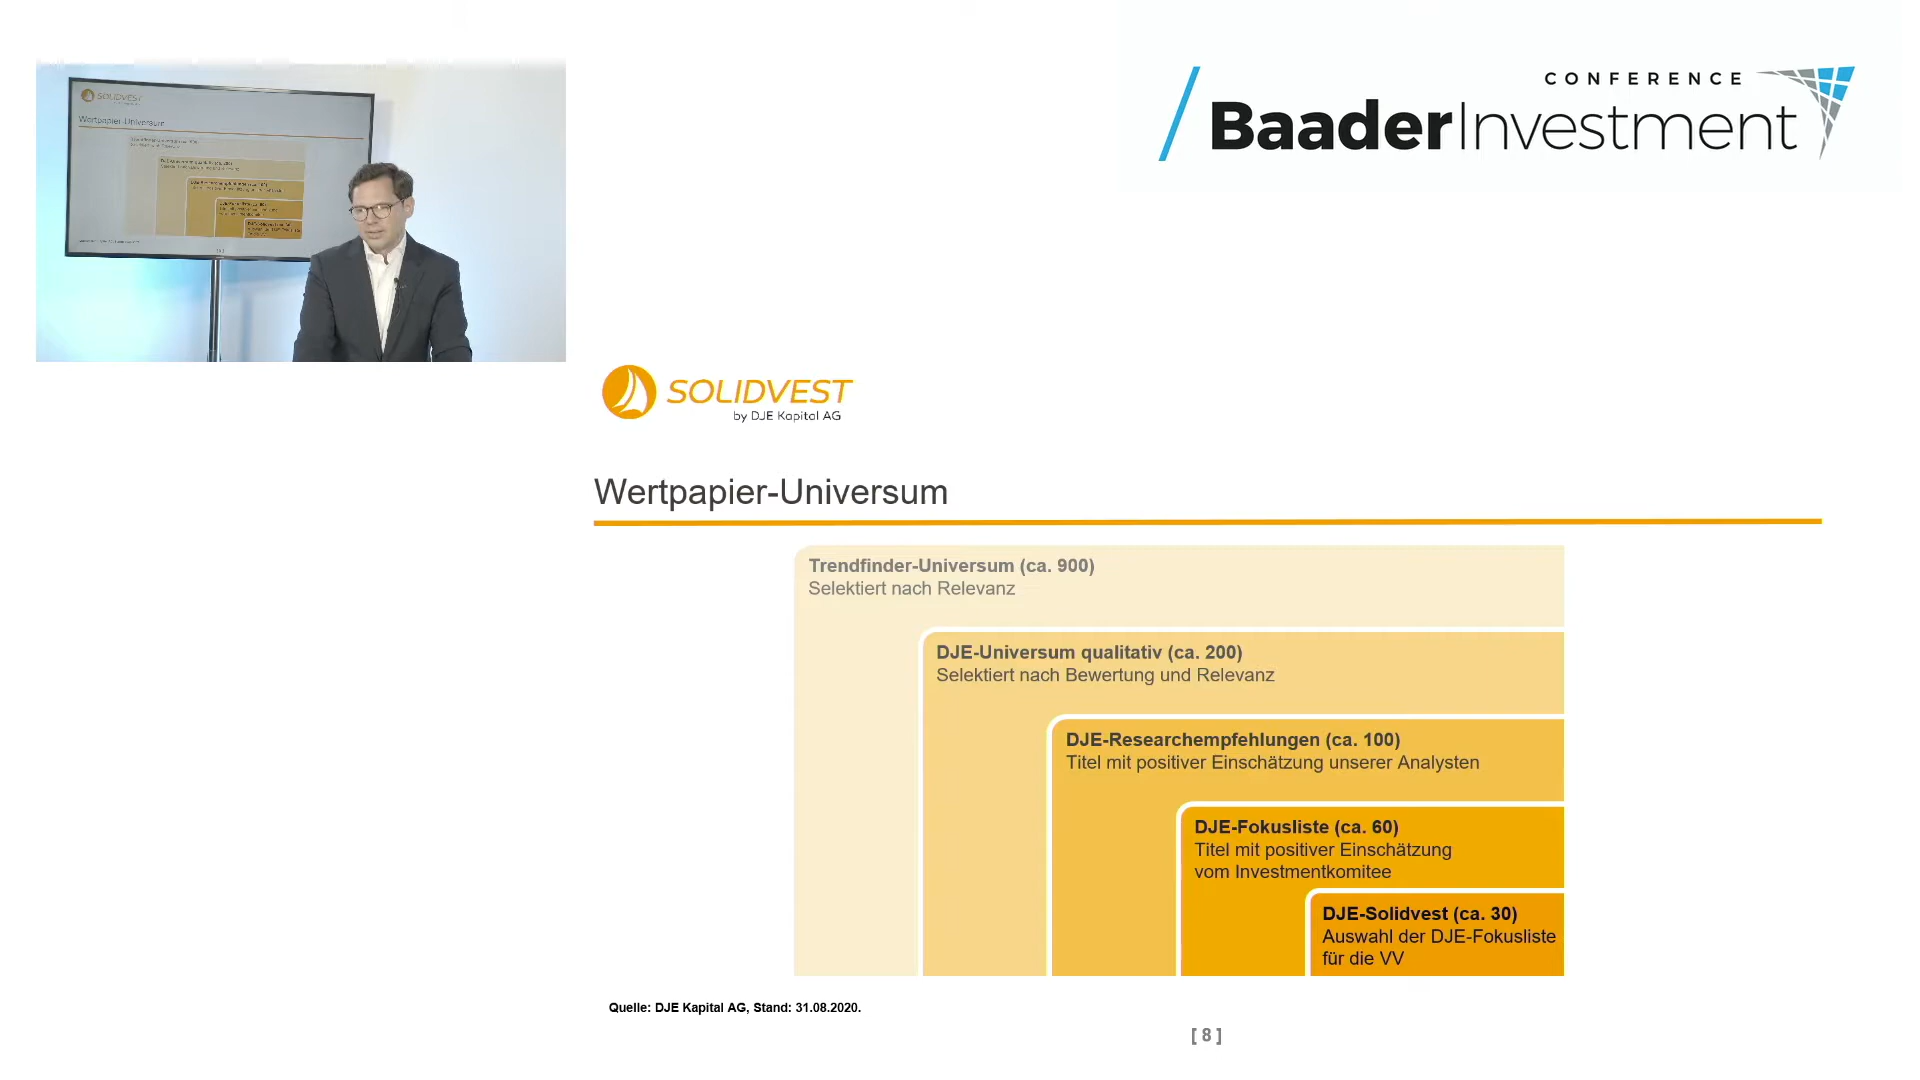 SOLIDVEST
Wertpapier-Universum
CONFERENCE
BaaderInvestment
SOLIDVEST
by DJE Kapital AG
Wertpapier-Universum
Trendfinder-Universum (ca. 900)
Selektiert nach Relevanz
DJE-Universum qualitativ (ca. 200)
Selektiert nach Bewertung und Relevanz
DJE-Researchempfehlungen (ca. 100)
Titel mit positiver Einschätzung unserer Analysten
DJE-Fokusliste (ca. 60)
Titel mit positiver Einschätzung
vom Investmentkomitee
DJE-Solidvest (ca. 30)
Auswahl der DJE-Fokusliste
für die VV
Quelle: DJE Kapital AG, Stand: 31.08.2020.
[ 8 ]